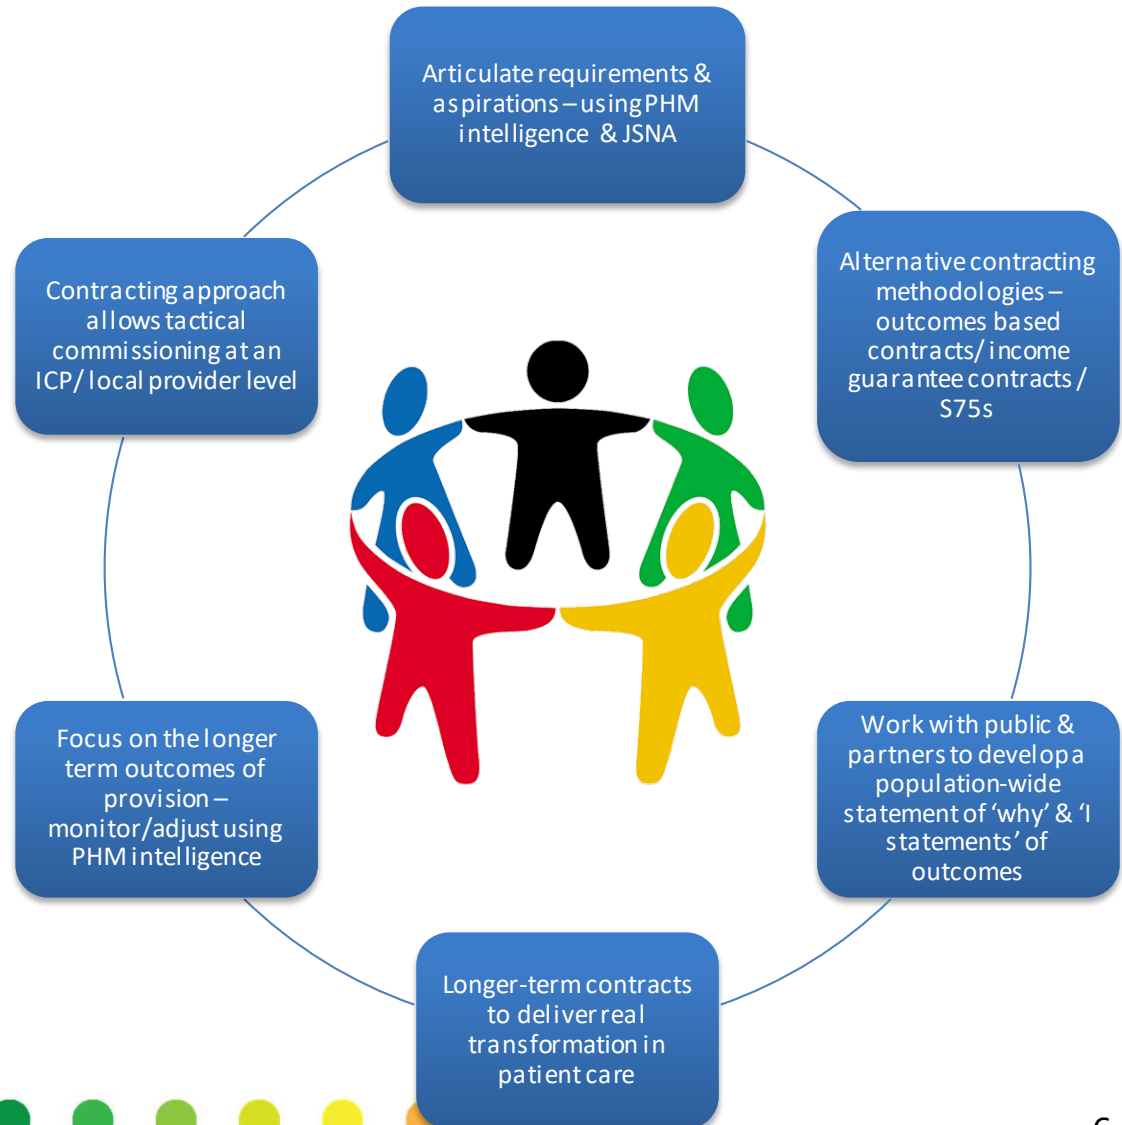 Articulate requirements &
aspirations – using PHM
intelligence & JSNA
Alternative contracting
methodologies –
outcomes based
contracts/ income
guarantee contracts /
S75s
Work with public &
partners to develop a
population-wide
statement of ‘why’ & ‘I
statements’ of
outcomes
Longer-term contracts
to deliver real
transformation in
patient care
Focus on the longer
term outcomes of
provision –
monitor/adjust using
PHM intelligence
Contracting approach
allows tactical
commissioning at an
ICP/ local provider level